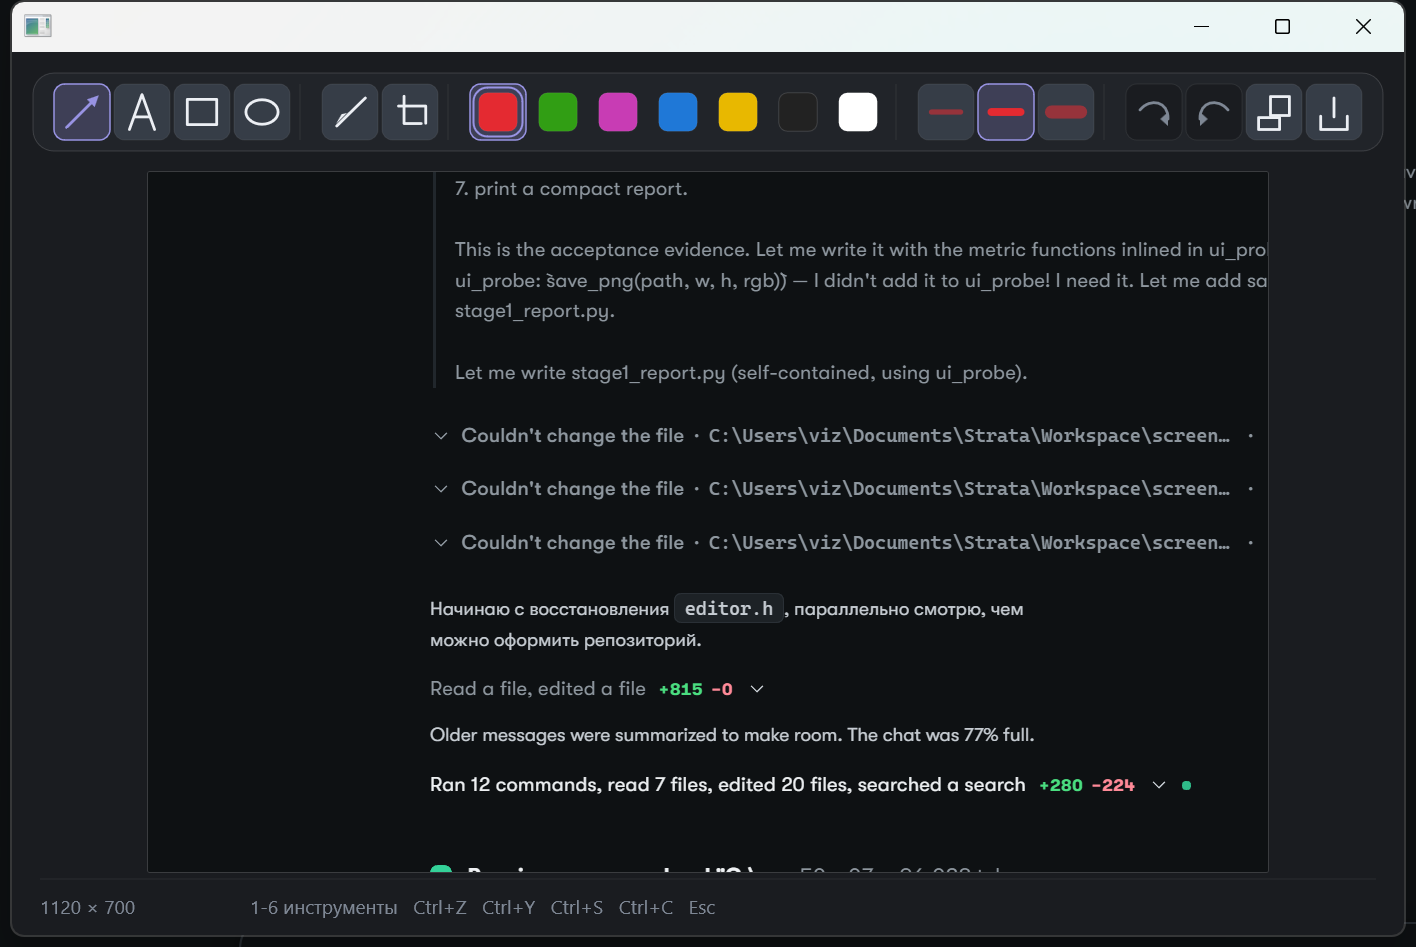 A
7. print a compact report.
This is the acceptance evidence. Let me write it with the metric functions inlined in
ui_probe: `save_png(path, w, h, rgb)` — I didn't add it to ui_probe! I need it. Let me add
stage1_report.py.
Let me write stage1_report.py (self-contained, using ui_probe).
Couldn't change the file · C:\Users\viz\Documents\Strata\Workspace\screen… ·
Couldn't change the file · C:\Users\viz\Documents\Strata\Workspace\screen… ·
Couldn't change the file · C:\Users\viz\Documents\Strata\Workspace\screen… ·
Начинаю с восстановления editor.h, параллельно смотрю, чем
можно оформить репозиторий.
Read a file, edited a file +815 -0
Older messages were summarized to make room. The chat was 77% full.
Ran 12 commands, read 7 files, edited 20 files, searched a search +280 -224
1120 × 700 1-6 инструменты Ctrl+Z Ctrl+Y Ctrl+S Ctrl+C Esc